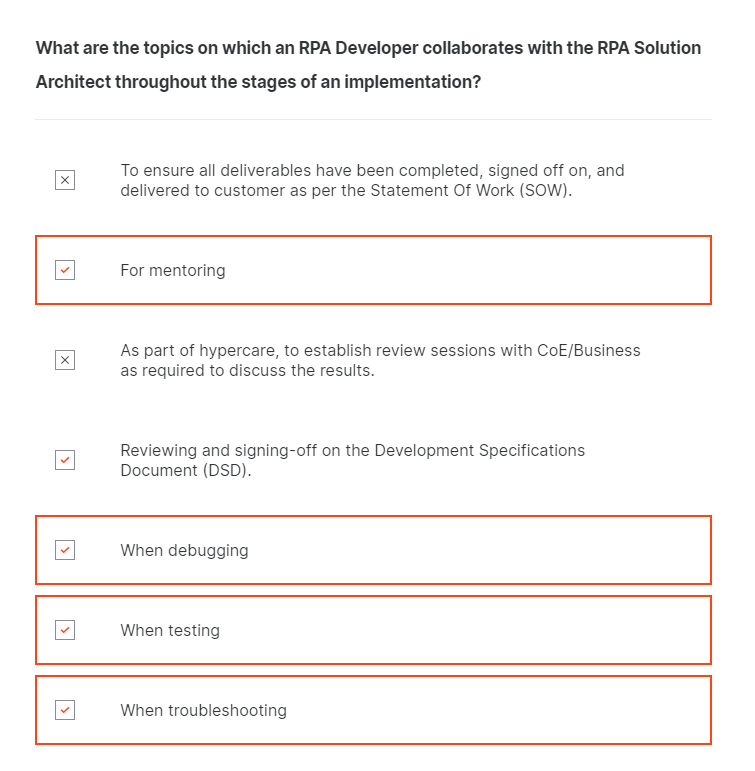 What are the topics on which an RPA Developer collaborates with the RPA Solution
Architect throughout the stages of an implementation?
To ensure all deliverables have been completed, signed off on, and
delivered to customer as per the Statement Of Work (SOW).
For mentoring
As part of hypercare, to establish review sessions with CoE/Business
as required to discuss the results.
Reviewing and signing-off on the Development Specifications
Document (DSD).
When debugging
When testing
When troubleshooting